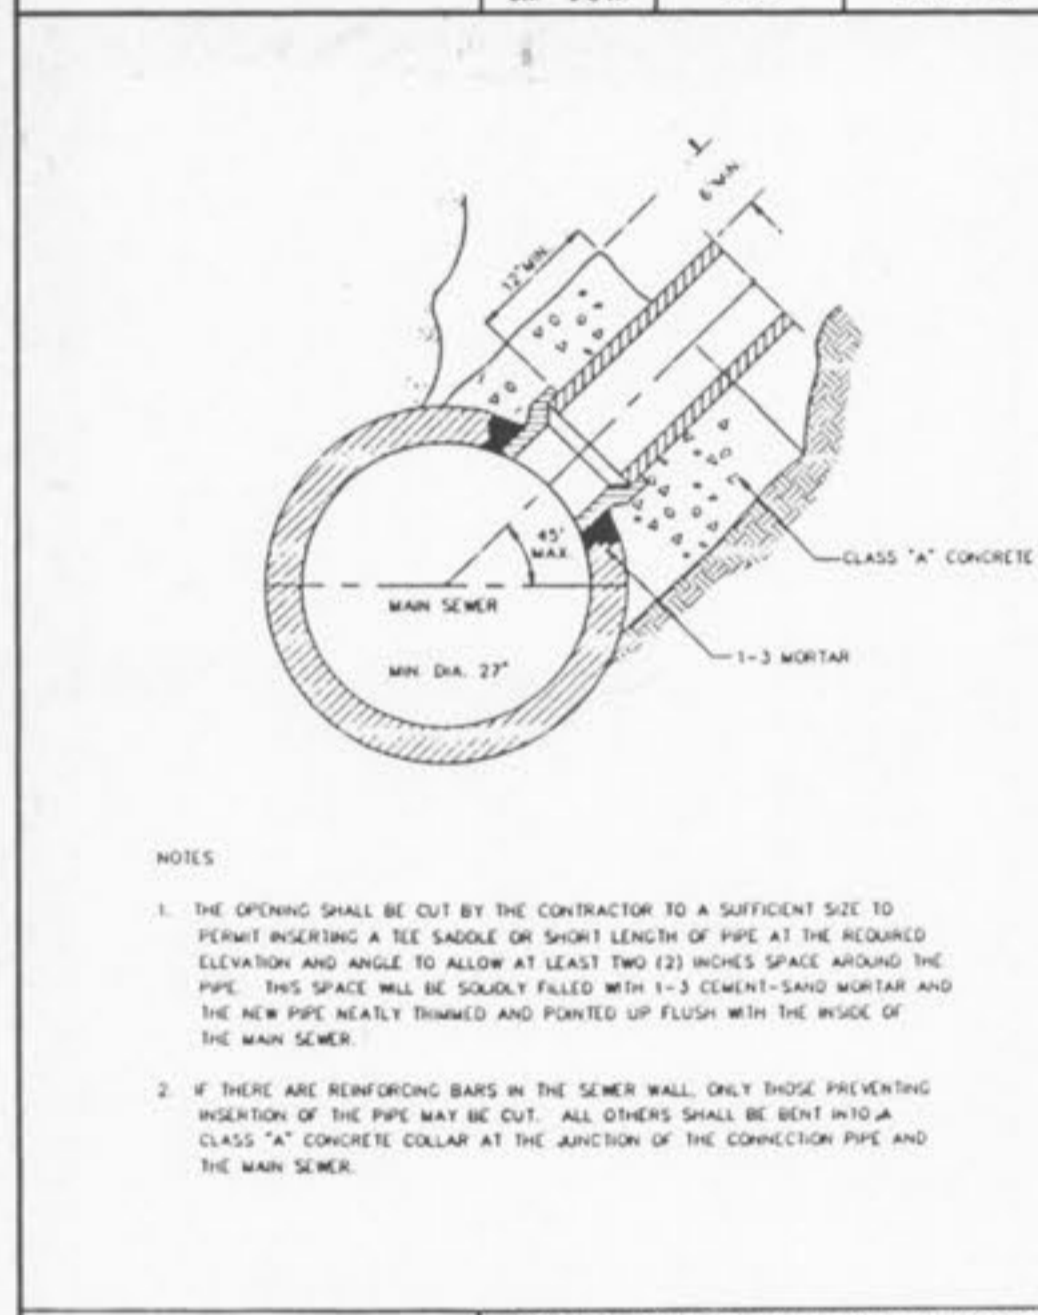 6 MIN.
12" MIN.
45°
MAX.
CLASS "A" CONCRETE
MAIN SEWER
1-3 MORTAR
MIN. DIA. 27"
NOTES
1. THE OPENING SHALL BE CUT BY THE CONTRACTOR TO A SUFFICIENT SIZE TO
PERMIT INSERTING A TEE SADDLE OR SHORT LENGTH OF PIPE AT THE REQUIRED
ELEVATION AND ANGLE TO ALLOW AT LEAST TWO (2) INCHES SPACE AROUND THE
PIPE. THIS SPACE WILL BE SOLIDLY FILLED WITH 1-3 CEMENT-SAND MORTAR AND
THE NEW PIPE NEATLY TRIMMED AND POINTED UP FLUSH WITH THE INSIDE OF
THE MAIN SEWER.
2. IF THERE ARE REINFORCING BARS IN THE SEWER WALL, ONLY THOSE PREVENTING
INSERTION OF THE PIPE MAY BE CUT. ALL OTHERS SHALL BE BENT INTO A
CLASS "A" CONCRETE COLLAR AT THE JUNCTION OF THE CONNECTION PIPE AND
THE MAIN SEWER.